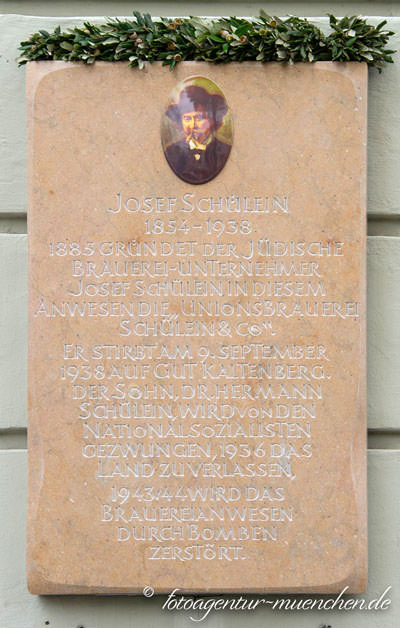 JOSEF SCHÜLEIN
1854-1938
1885 GRÜNDET DER JÜDISCHE
BRAUEREI-UNTERNEHMER
JOSEF SCHÜLEIN IN DIESEM
ANWESEN DIE „UNIONSBRAUEREI
SCHÜLEIN & CO".
ER STIRBT AM 9. SEPTEMBER
1938 AUF GUT KALTENBERG.
DER SOHN, DR. HERMANN
SCHÜLEIN, WIRD VON DEN
NATIONALSOZIALISTEN
GEZWUNGEN, 1936 DAS
LAND ZU VERLASSEN.
1943/44 WIRD DAS
BRAUEREIANWESEN
DURCH BOMBEN
ZERSTÖRT.
© fotoagentur-muenchen.de